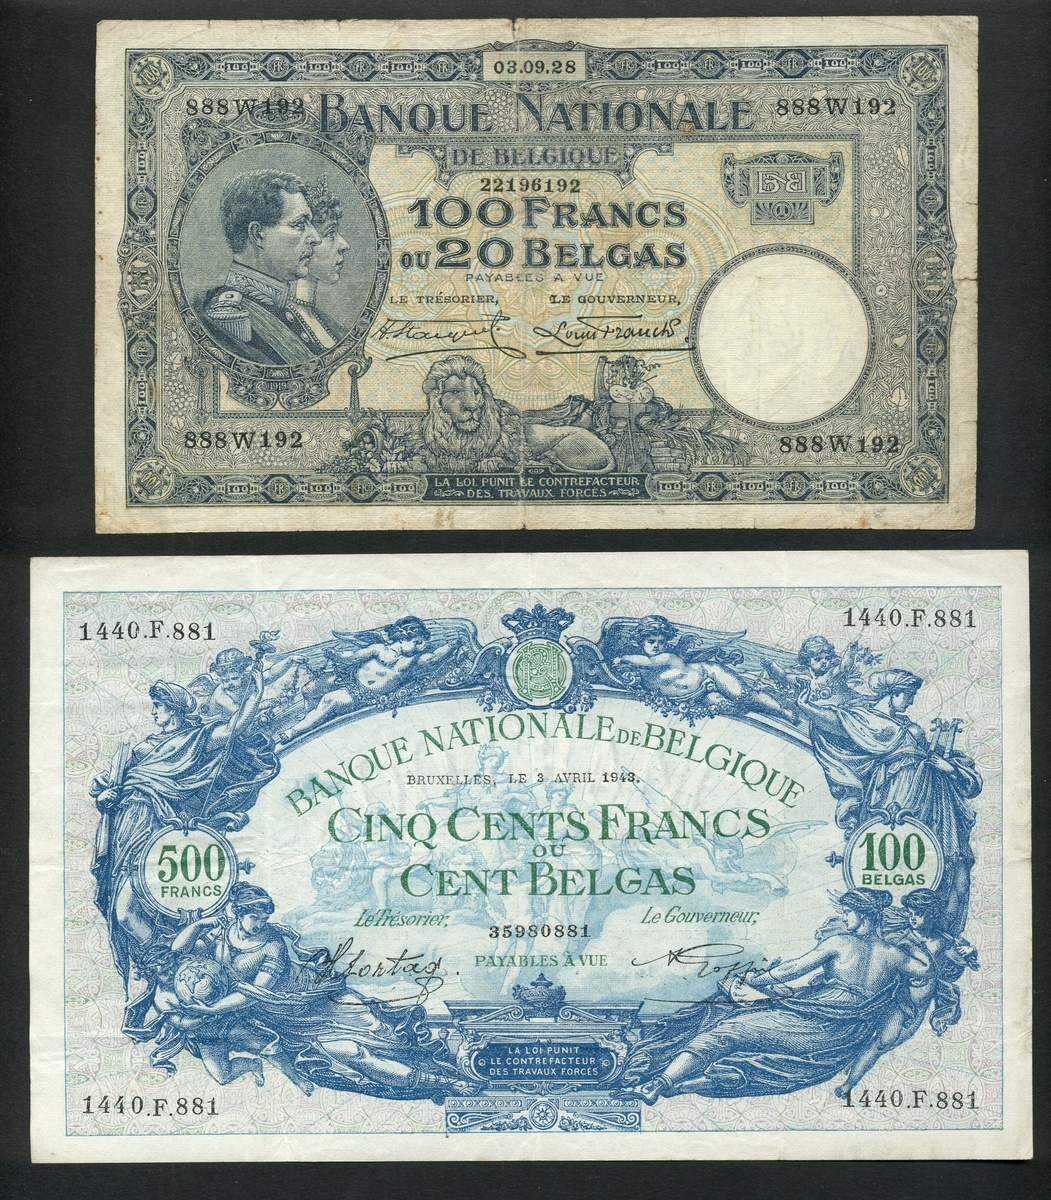 03.09.28
888W192 888W192
BANQUE NATIONALE
DE BELGIQUE
22196192
100 FRANCS
OU 20 BELGAS
PAYABLES A VUE
LE TRÉSORIER, LE GOUVERNEUR,
1919
888W192 888W192
LA LOI PUNIT LE CONTREFACTEUR
DES TRAVAUX FORCÉS
1440.F.881 1440.F.881
BANQUE NATIONALE DE BELGIQUE
BRUXELLES, LE 3 AVRIL 1943.
CINQ CENTS FRANCS
OU
CENT BELGAS
500
FRANCS
100
BELGAS
Le Trésorier, Le Gouverneur,
35980881
PAYABLES À VUE
LA LOI PUNIT
LE CONTREFACTEUR
DES TRAVAUX FORCÉS
1440.F.881 1440.F.881